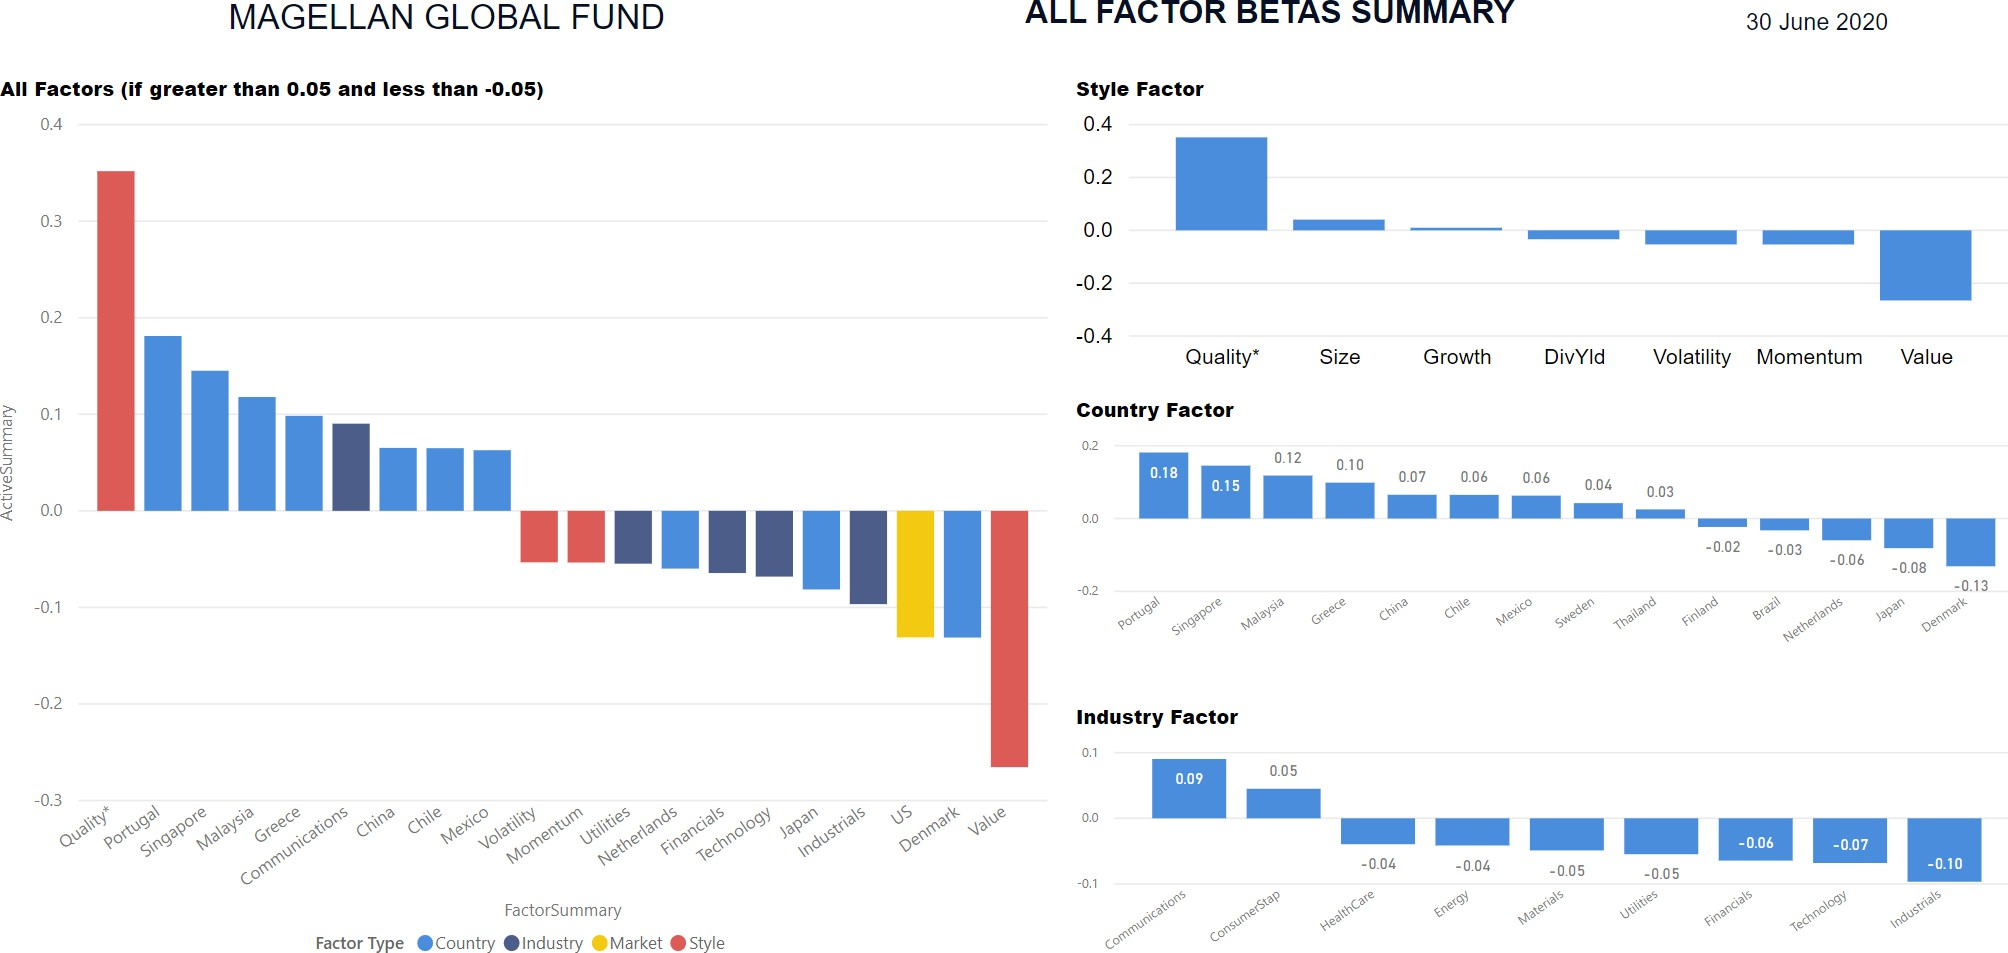 MAGELLAN GLOBAL FUND
ALL FACTOR BETAS SUMMARY
30 June 2020
All Factors (if greater than 0.05 and less than -0.05)
0.4
0.3
0.2
0.1
0.0
-0.1
-0.2
-0.3
ActiveSummary
Quality*
Portugal
Singapore
Malaysia
Greece
Communications
China
Chile
Mexico
Volatility
Momentum
Utilities
Netherlands
Financials
Technology
Japan
Industrials
US
Denmark
Value
FactorSummary
Factor Type Country Industry Market Style
Style Factor
0.4
0.2
0.0
-0.2
-0.4
Quality* Size Growth DivYld Volatility Momentum Value
Country Factor
0.2
0.0
-0.2
0.18
0.15
0.12
0.10
0.07
0.06
0.06
0.04
0.03
-0.02
-0.03
-0.06
-0.08
-0.13
Portugal
Singapore
Malaysia
Greece
China
Chile
Mexico
Sweden
Thailand
Finland
Brazil
Netherlands
Japan
Denmark
Industry Factor
0.1
0.0
-0.1
0.09
0.05
-0.04
-0.04
-0.05
-0.05
-0.06
-0.07
-0.10
Communications
ConsumerStap
HealthCare
Energy
Materials
Utilities
Financials
Technology
Industrials